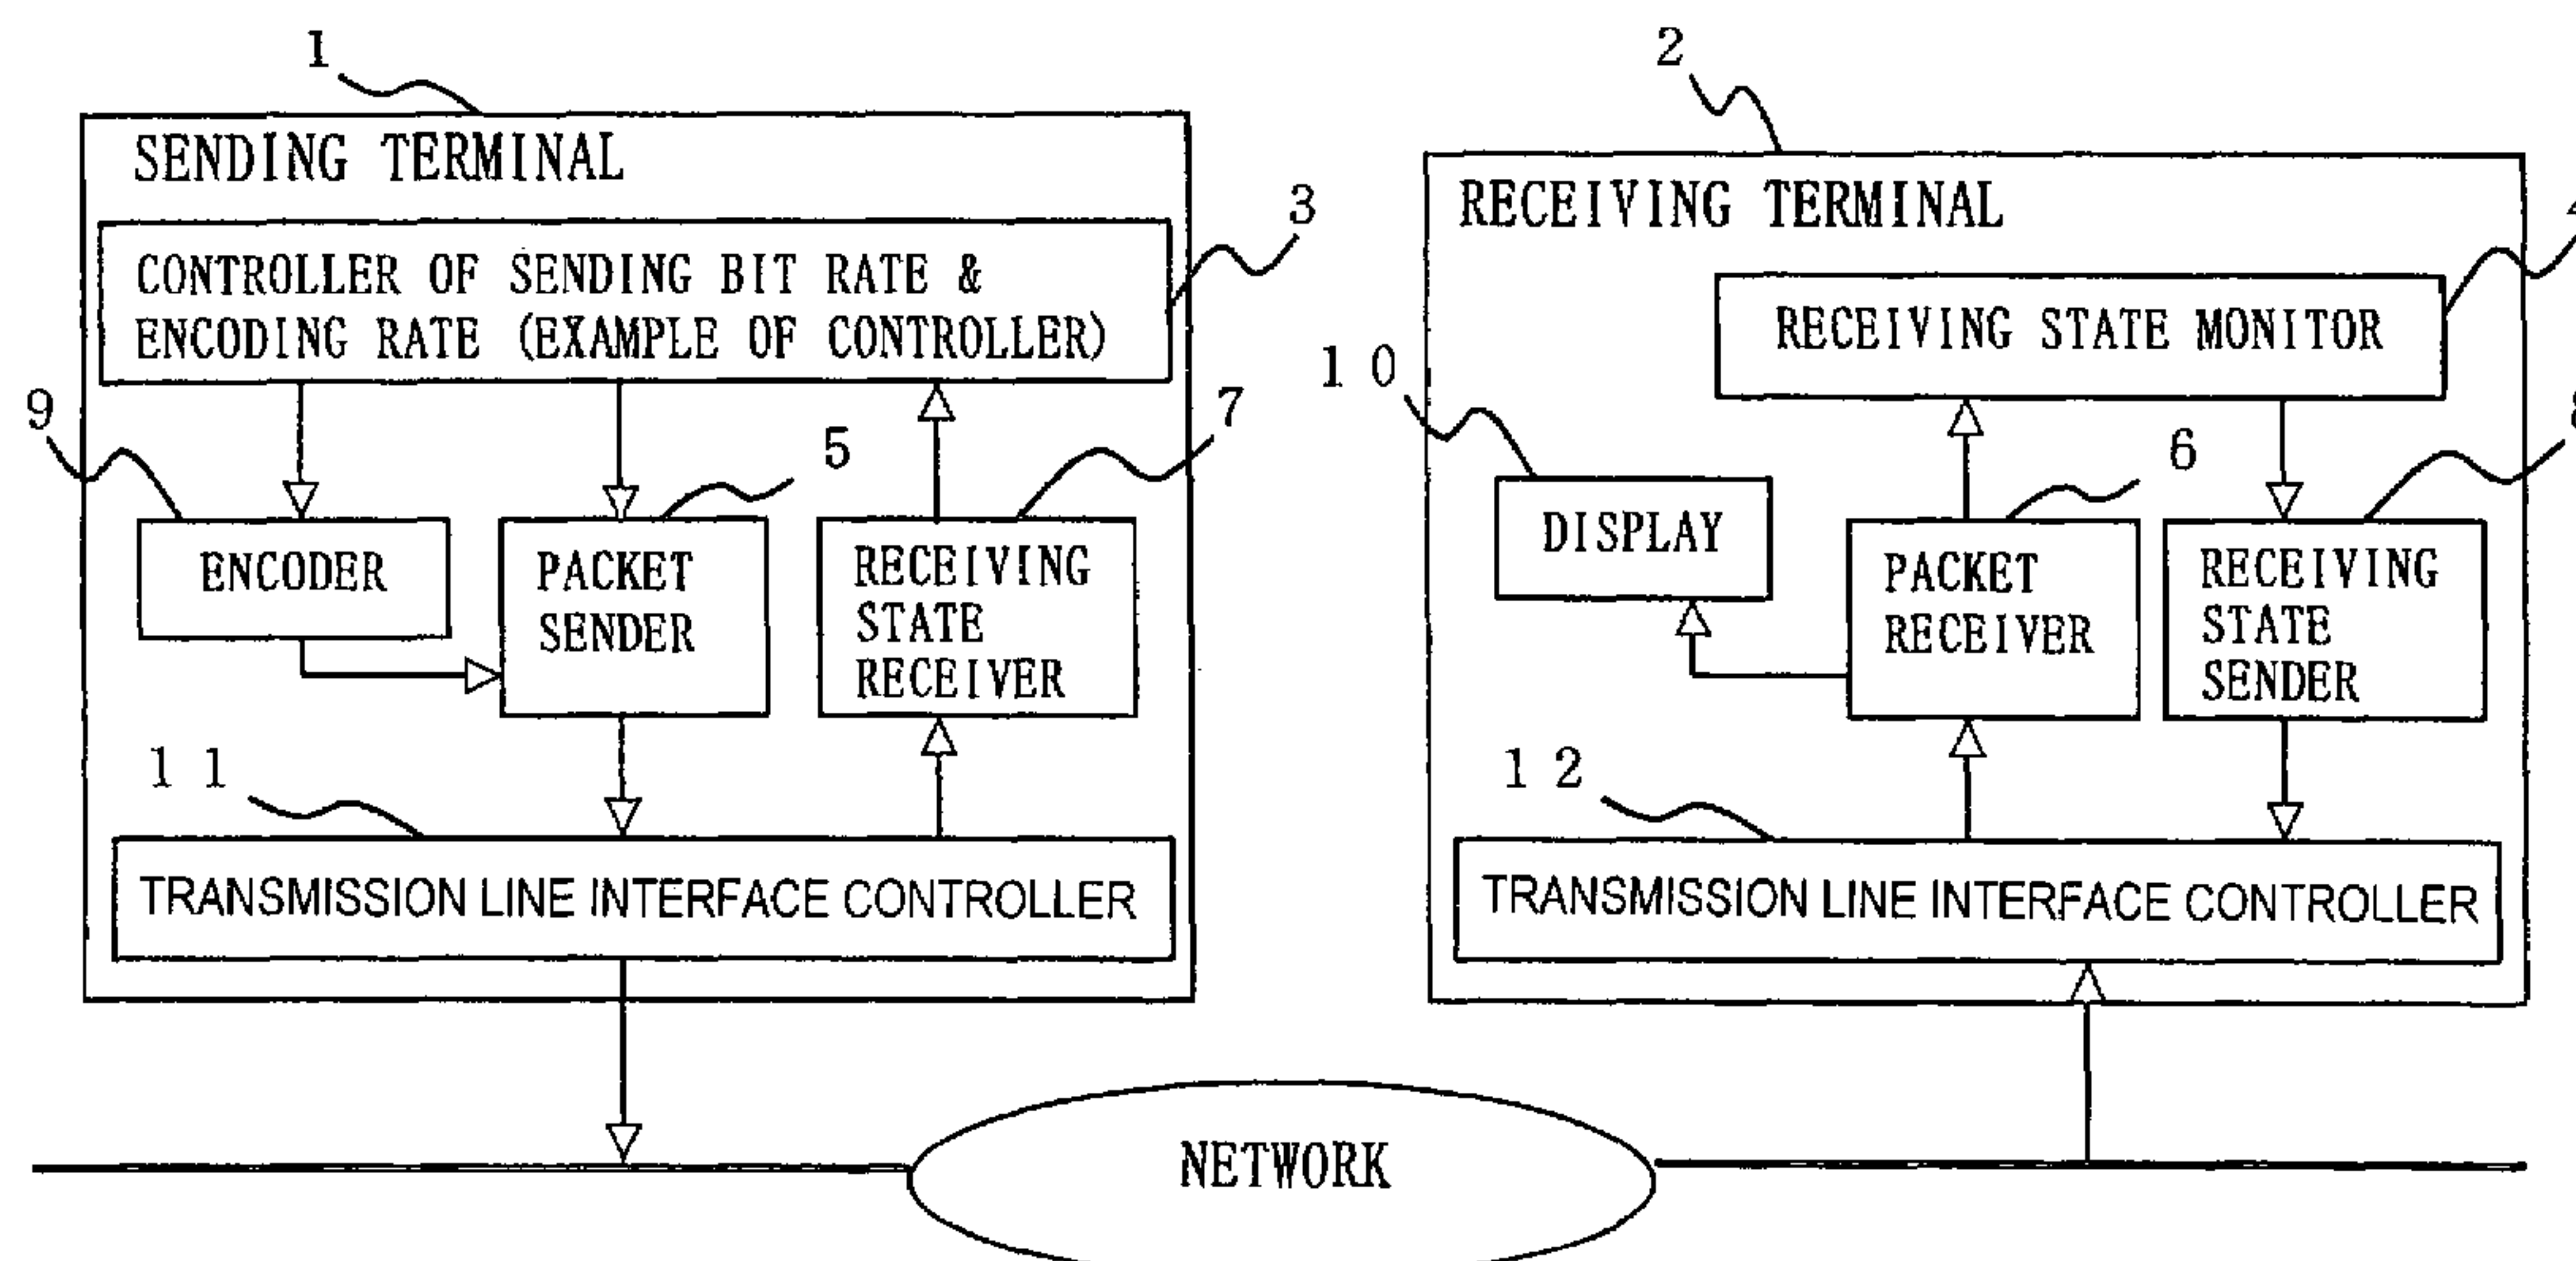 1
SENDING TERMINAL
3
CONTROLLER OF SENDING BIT RATE &
ENCODING RATE (EXAMPLE OF CONTROLLER)
9
5
7
ENCODER
PACKET
SENDER
RECEIVING
STATE
RECEIVER
11
TRANSMISSION LINE INTERFACE CONTROLLER
2
RECEIVING TERMINAL
4
RECEIVING STATE MONITOR
10
6
8
DISPLAY
PACKET
RECEIVER
RECEIVING
STATE
SENDER
12
TRANSMISSION LINE INTERFACE CONTROLLER
NETWORK